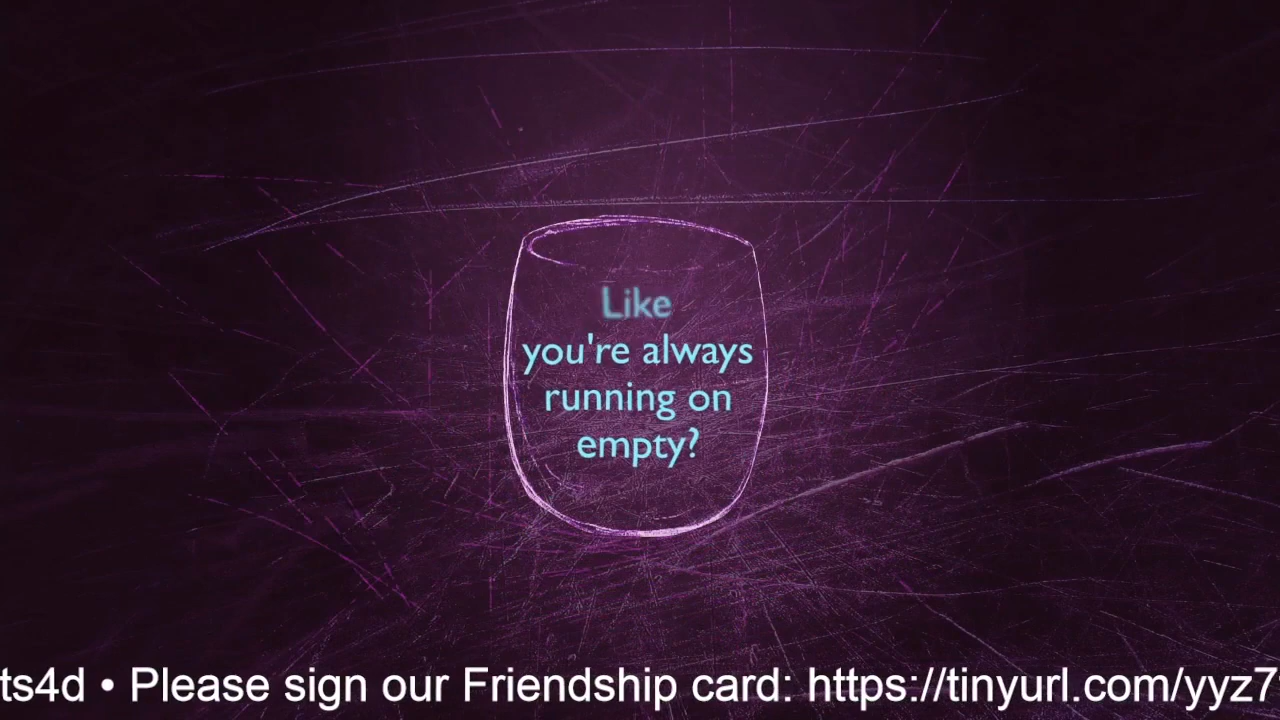 Like
you're always
running on
empty?
ts4d • Please sign our Friendship card: https://tinyurl.com/yyz7